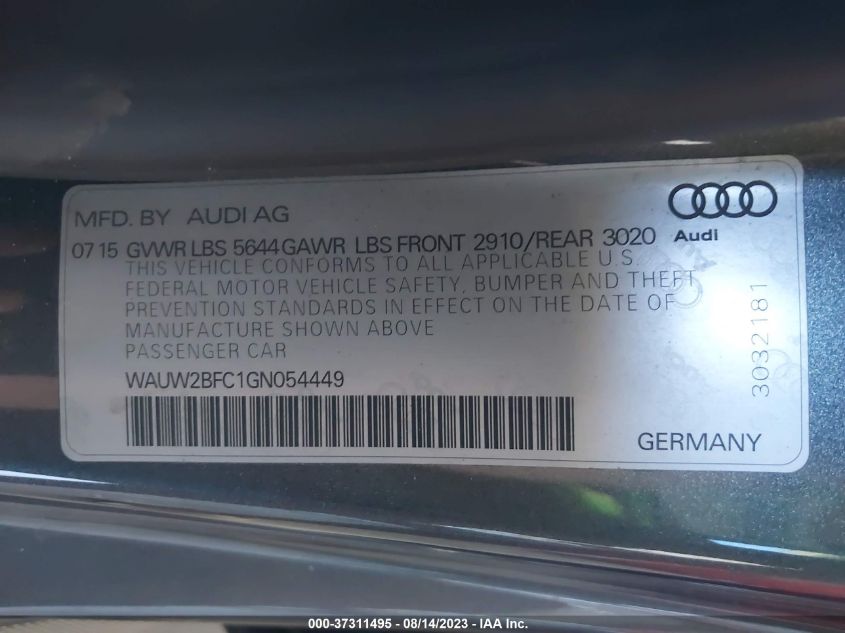 MFD. BY AUDI AG
Audi
07 15 GVWR LBS 5644 GAWR LBS FRONT 2910/REAR 3020
THIS VEHICLE CONFORMS TO ALL APPLICABLE U.S.
FEDERAL MOTOR VEHICLE SAFETY, BUMPER AND THEFT
PREVENTION STANDARDS IN EFFECT ON THE DATE OF
MANUFACTURE SHOWN ABOVE
PASSENGER CAR
WAUW2BFC1GN054449
3032181
GERMANY
000-37311495 - 08/14/2023 - IAA Inc.